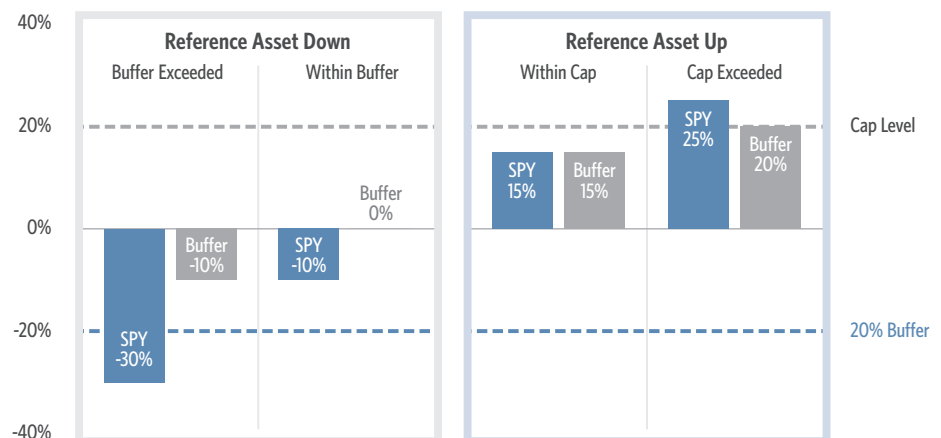 40%
20%
0%
-20%
-40%
Reference Asset Down
Buffer Exceeded
Within Buffer
SPY
-30%
Buffer
-10%
SPY
-10%
Buffer
0%
Reference Asset Up
Within Cap
Cap Exceeded
SPY
15%
Buffer
15%
SPY
25%
Buffer
20%
Cap Level
20% Buffer